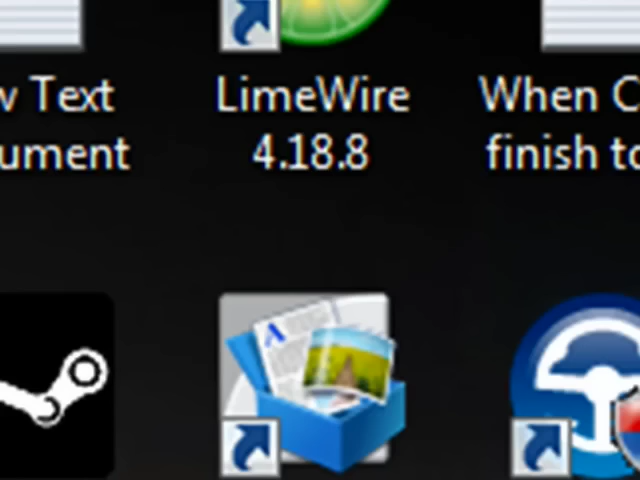 w Text
ument
LimeWire
4.18.8
When C
finish to